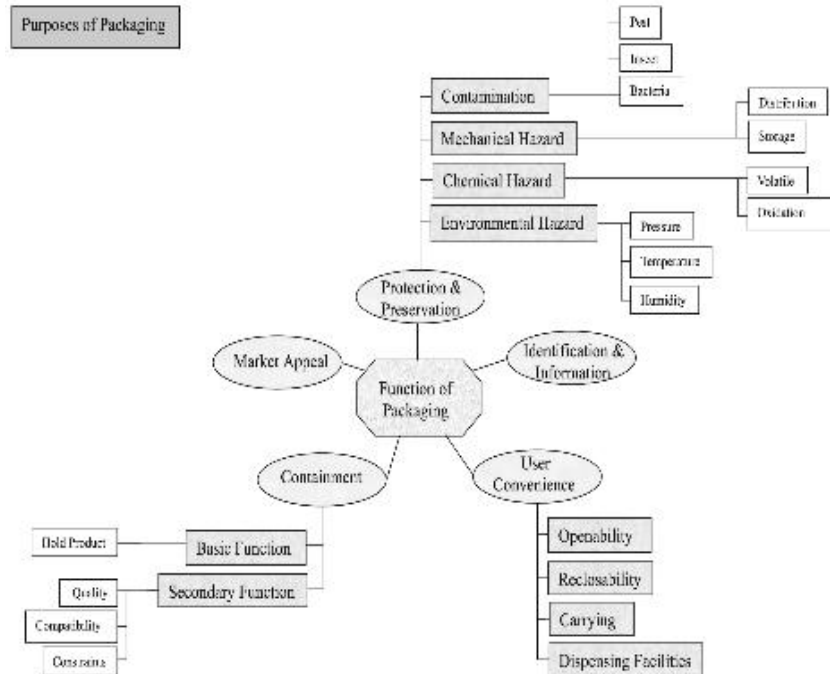 Purposes of Packaging
Pest
Insect
Bacteria
Contamination
Distribution
Mechanical Hazard
Storage
Chemical Hazard
Volatile
Oxidation
Environmental Hazard
Pressure
Temperature
Humidity
Protection &
Preservation
Market Appeal
Identification &
Information
Function of
Packaging
Containment
User
Convenience
Hold Product
Basic Function
Openability
Quality
Secondary Function
Reclosability
Compatibility
Carrying
Constraints
Dispensing Facilities